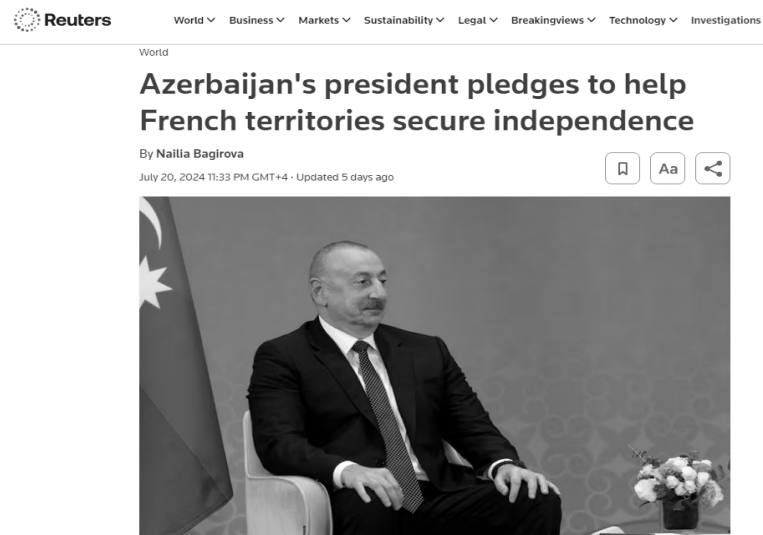 Reuters
World Business Markets Sustainability Legal Breakingviews Technology Investigations
World
Azerbaijan's president pledges to help
French territories secure independence
By Nailia Bagirova
July 20, 2024 11:33 PM GMT+4 · Updated 5 days ago
Aa